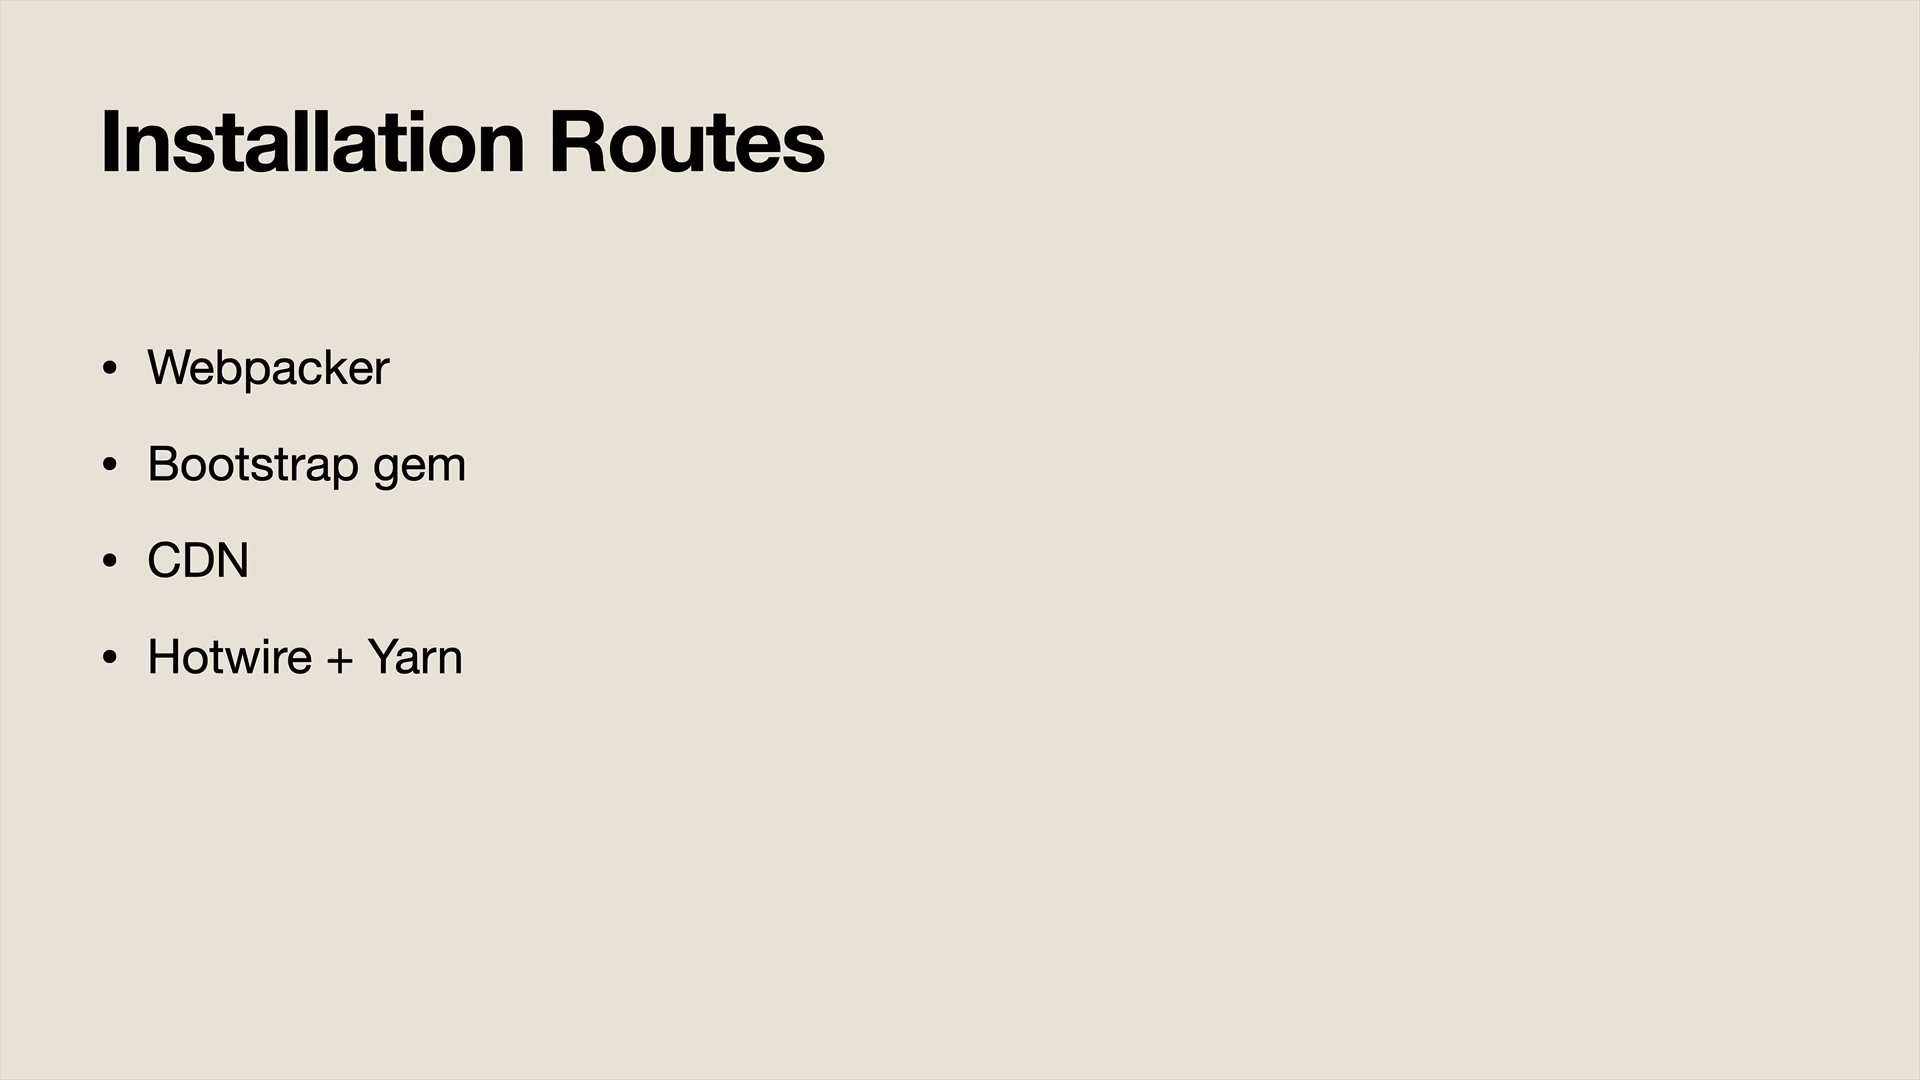 Installation Routes
• Webpacker
• Bootstrap gem
• CDN
• Hotwire + Yarn